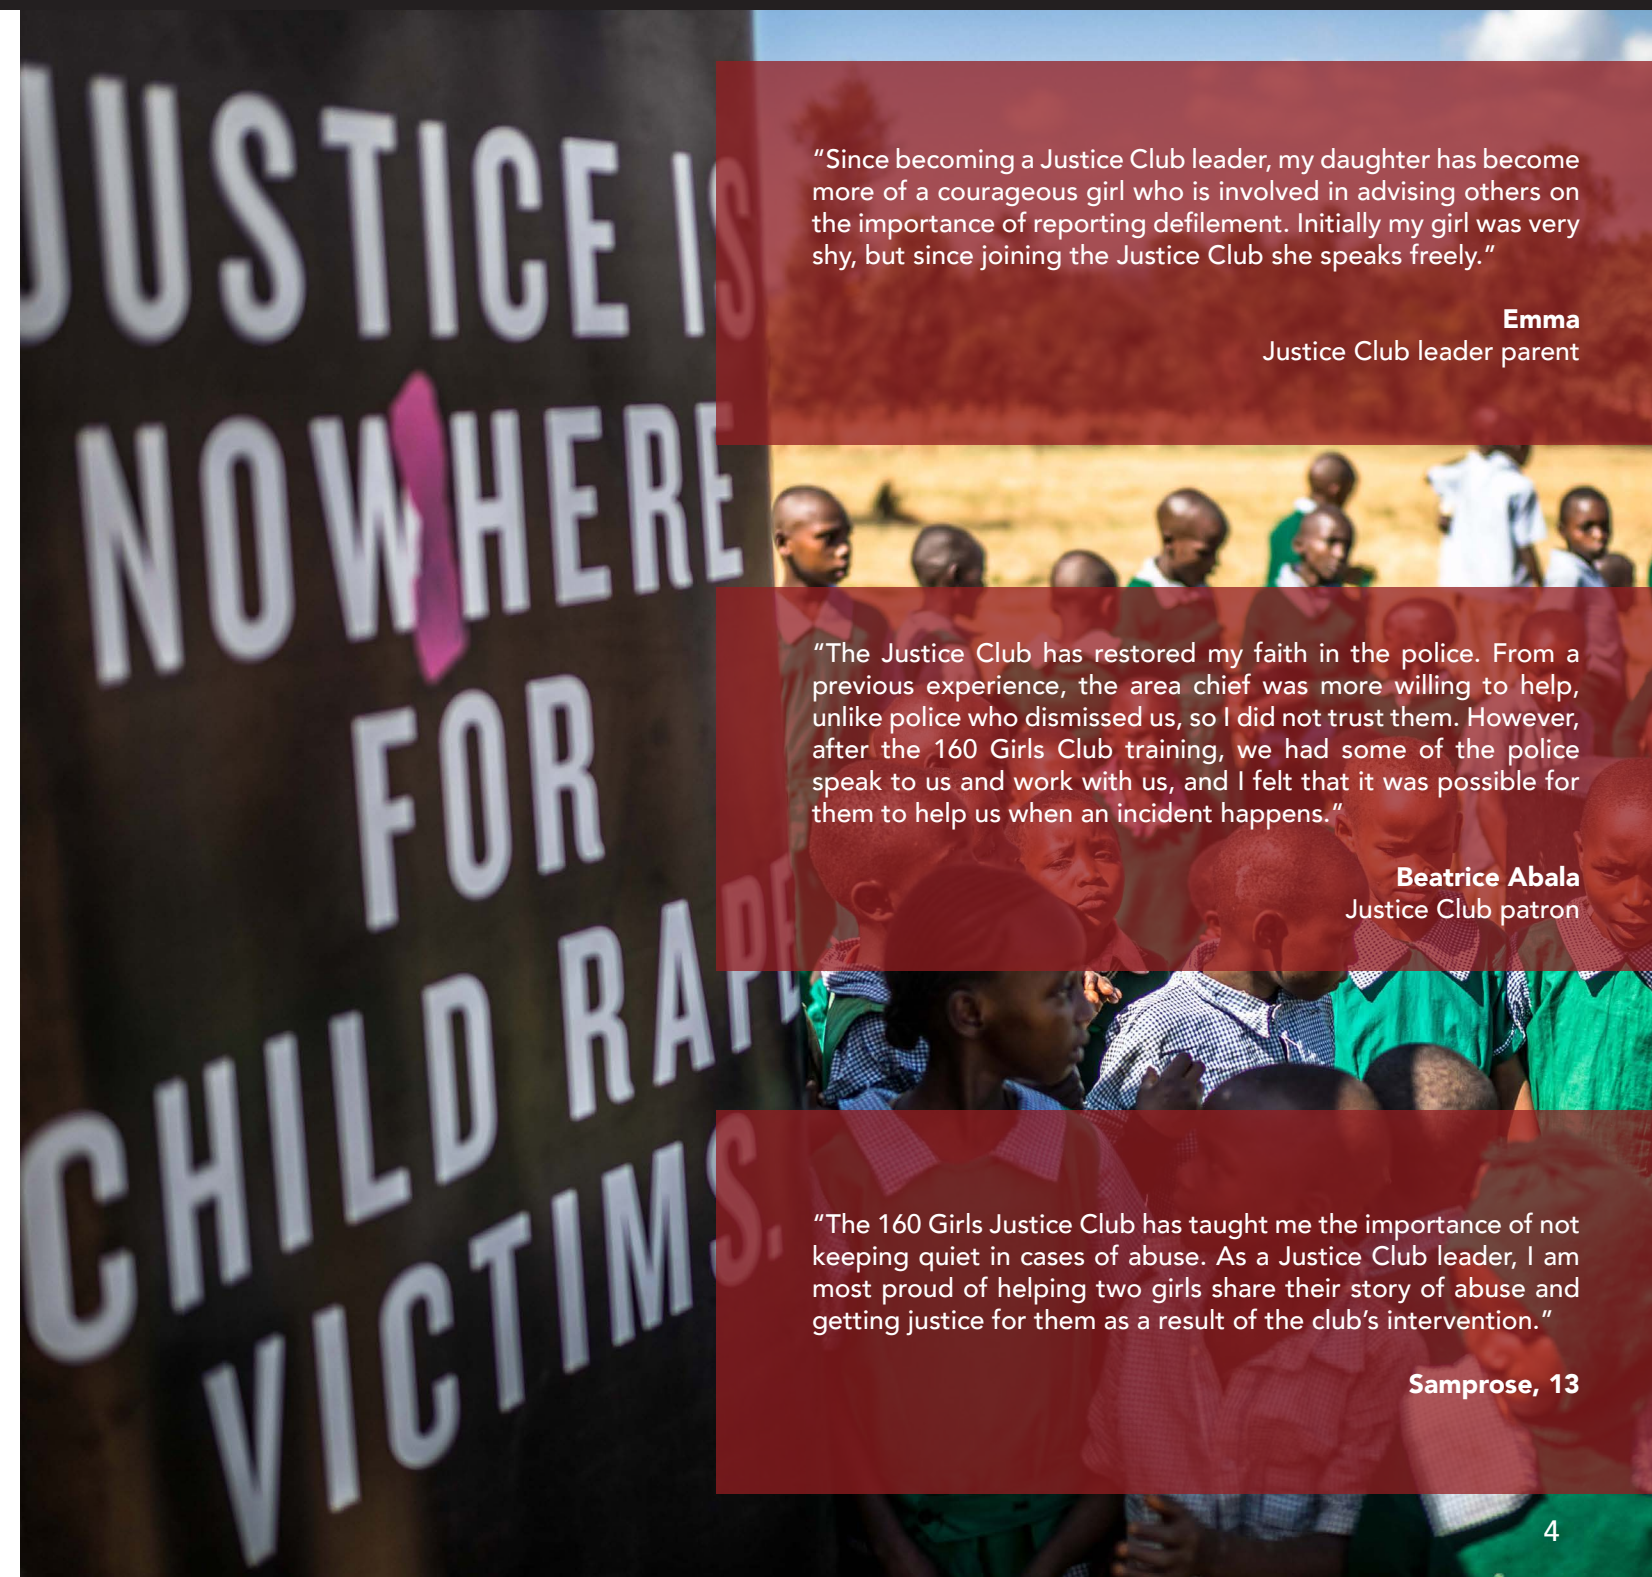 JUSTICE IS
NOWHERE
FOR
CHILD RAPE
VICTIMS.
“Since becoming a Justice Club leader, my daughter has become
more of a courageous girl who is involved in advising others on
the importance of reporting defilement. Initially my girl was very
shy, but since joining the Justice Club she speaks freely.”
Emma
Justice Club leader parent
“The Justice Club has restored my faith in the police. From a
previous experience, the area chief was more willing to help,
unlike police who dismissed us, so I did not trust them. However,
after the 160 Girls Club training, we had some of the police
speak to us and work with us, and I felt that it was possible for
them to help us when an incident happens.”
Beatrice Abala
Justice Club patron
“The 160 Girls Justice Club has taught me the importance of not
keeping quiet in cases of abuse. As a Justice Club leader, I am
most proud of helping two girls share their story of abuse and
getting justice for them as a result of the club’s intervention.”
Samprose, 13
4